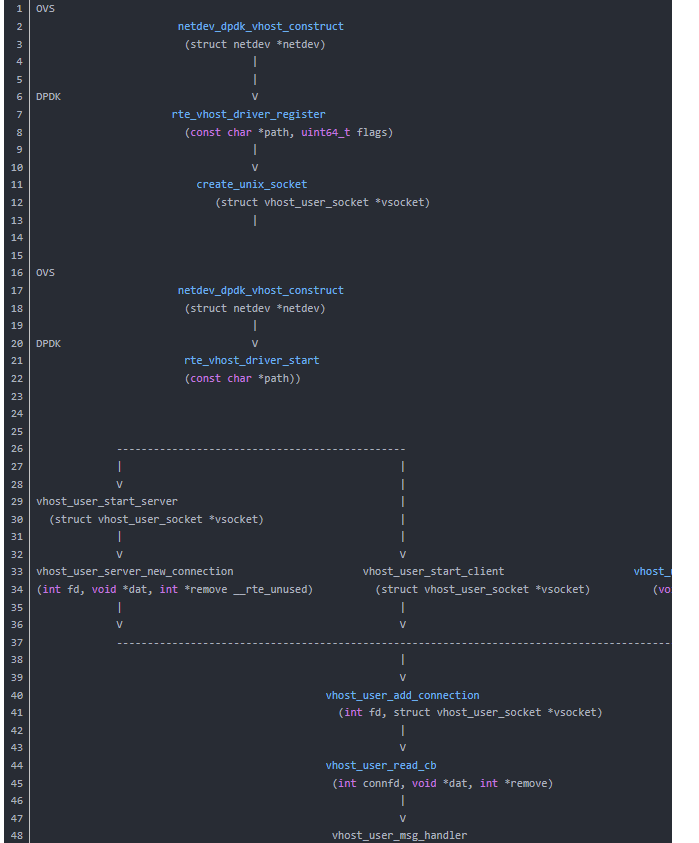 1 OVS
2 netdev_dpdk_vhost_construct
3 (struct netdev *netdev)
4 |
5 |
6 DPDK V
7 rte_vhost_driver_register
8 (const char *path, uint64_t flags)
9 |
10 V
11 create_unix_socket
12 (struct vhost_user_socket *vsocket)
13 |
14
15
16 OVS
17 netdev_dpdk_vhost_construct
18 (struct netdev *netdev)
19 |
20 DPDK V
21 rte_vhost_driver_start
22 (const char *path))
23
24
25
26 -----------------------------------------------
27 | |
28 V |
29 vhost_user_start_server |
30 (struct vhost_user_socket *vsocket) |
31 | |
32 V V
33 vhost_user_server_new_connection vhost_user_start_client vhost_
34 (int fd, void *dat, int *remove __rte_unused) (struct vhost_user_socket *vsocket) (vo
35 | |
36 V V
37 ------------------------------------------------------------------------------------------
38 |
39 V
40 vhost_user_add_connection
41 (int fd, struct vhost_user_socket *vsocket)
42 |
43 V
44 vhost_user_read_cb
45 (int connfd, void *dat, int *remove)
46 |
47 V
48 vhost_user_msg_handler